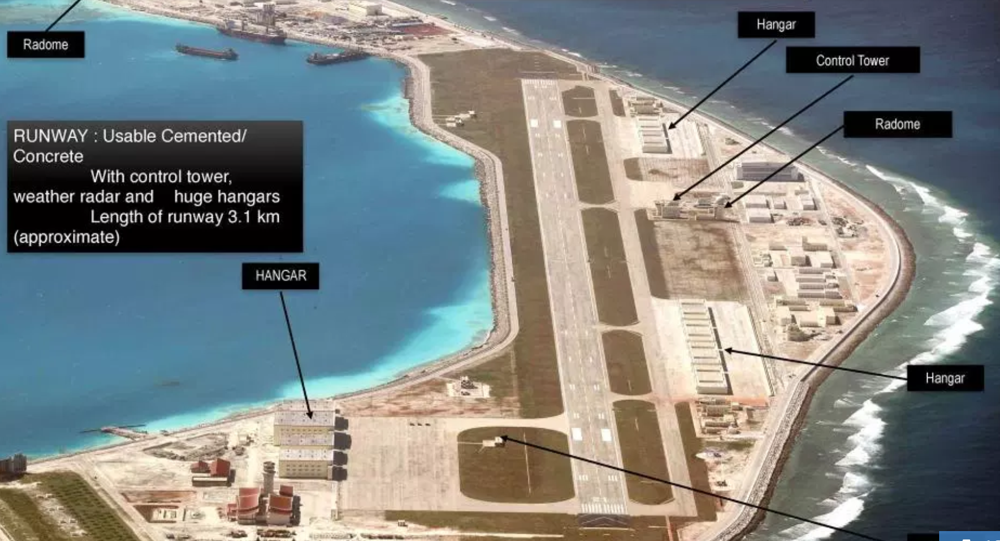 Hangar
Radome
Control Tower
Radome
RUNWAY : Usable Cemented/
Concrete
With control tower,
weather radar and huge hangars
Length of runway 3.1 km
(approximate)
HANGAR
Hangar